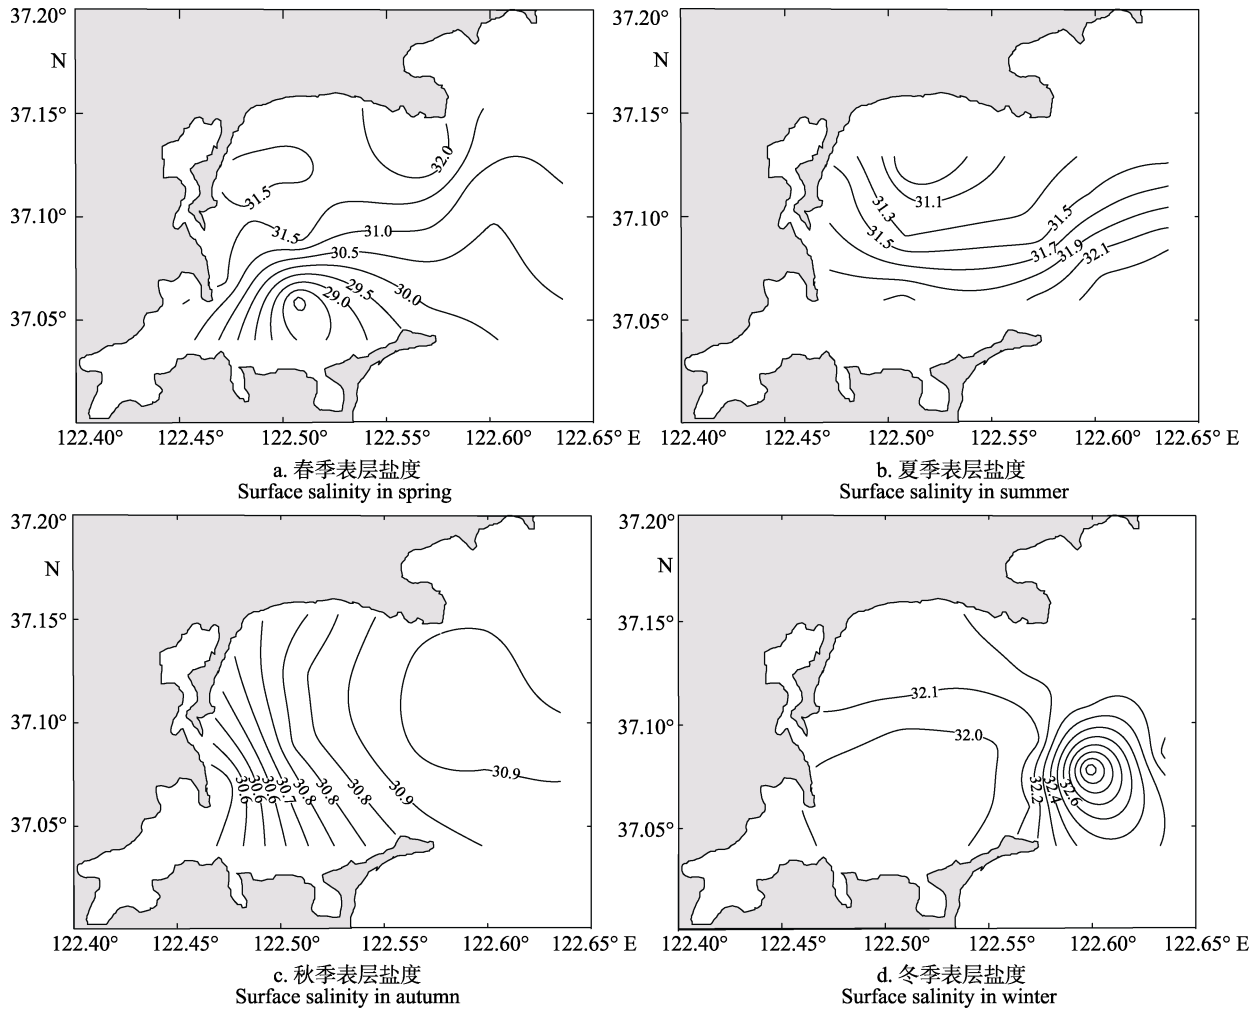 37.20°
N
37.15°
37.10°
37.05°
32.0
31.5
31.5
31.0
30.5
30.0
29.5
29.0
122.40° 122.45° 122.50° 122.55° 122.60° 122.65° E
a. 春季表层盐度
Surface salinity in spring
37.20°
N
37.15°
37.10°
37.05°
31.1
31.3
31.5
31.5
31.7
31.9
32.1
122.40° 122.45° 122.50° 122.55° 122.60° 122.65° E
b. 夏季表层盐度
Surface salinity in summer
37.20°
N
37.15°
37.10°
37.05°
30.6
30.6
30.6
30.7
30.8
30.8
30.8
30.9
30.9
122.40° 122.45° 122.50° 122.55° 122.60° 122.65° E
c. 秋季表层盐度
Surface salinity in autumn
37.20°
N
37.15°
37.10°
37.05°
32.1
32.0
32.2
32.4
32.6
122.40° 122.45° 122.50° 122.55° 122.60° 122.65° E
d. 冬季表层盐度
Surface salinity in winter